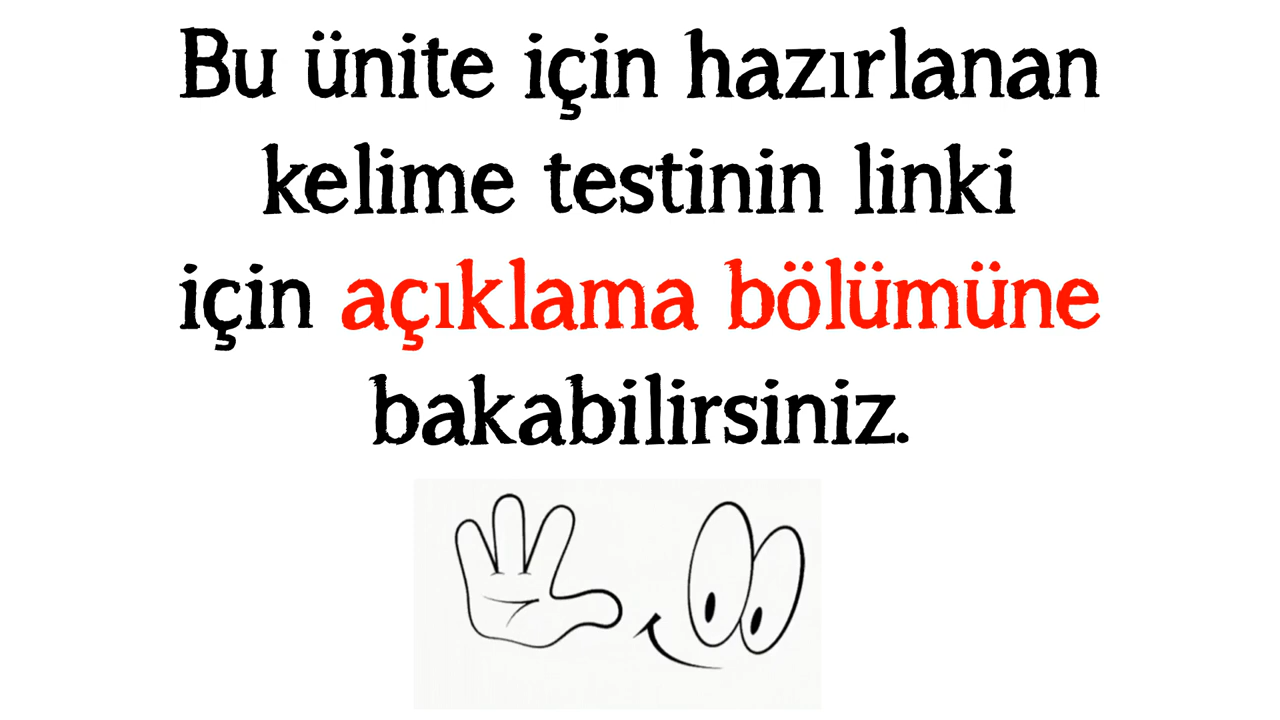 Bu ünite için hazırlanan
kelime testinin linki
için açıklama bölümüne
bakabilirsiniz.